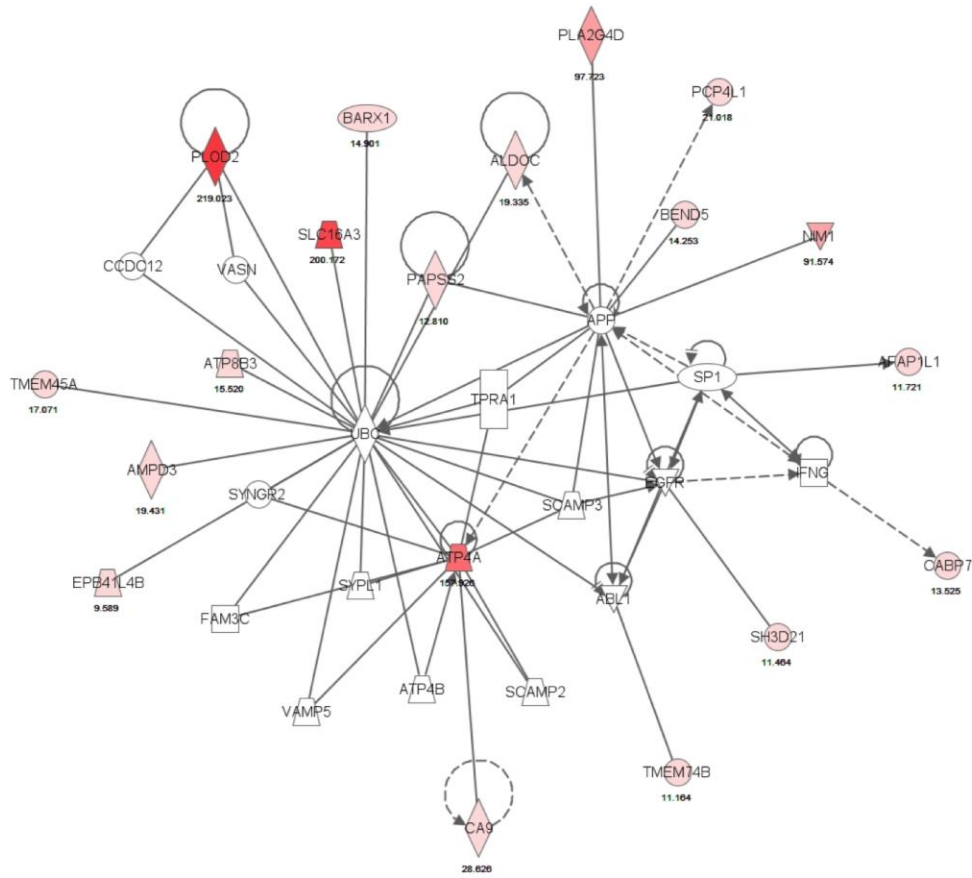 PLA2G4D
97.723
PCP4L1
21.018
BARX1
14.901
PLOD2
219.023
ALDOC
19.335
BEND5
14.253
SLC16A3
200.172
NIM1
91.574
CCDC12
VASN
PAPSS2
12.810
APP
ATP8B3
15.520
SP1
AFAP1L1
11.721
TMEM45A
17.071
TPRA1
UBC
AMPD3
19.431
EGFR
IFNG
SYNGR2
SCAMP3
ATP4A
157.926
CABP7
13.525
EPB41L4B
9.589
SYPL1
ABL1
FAM3C
SH3D21
11.464
ATP4B
SCAMP2
VAMP5
TMEM74B
11.164
CA9
28.626